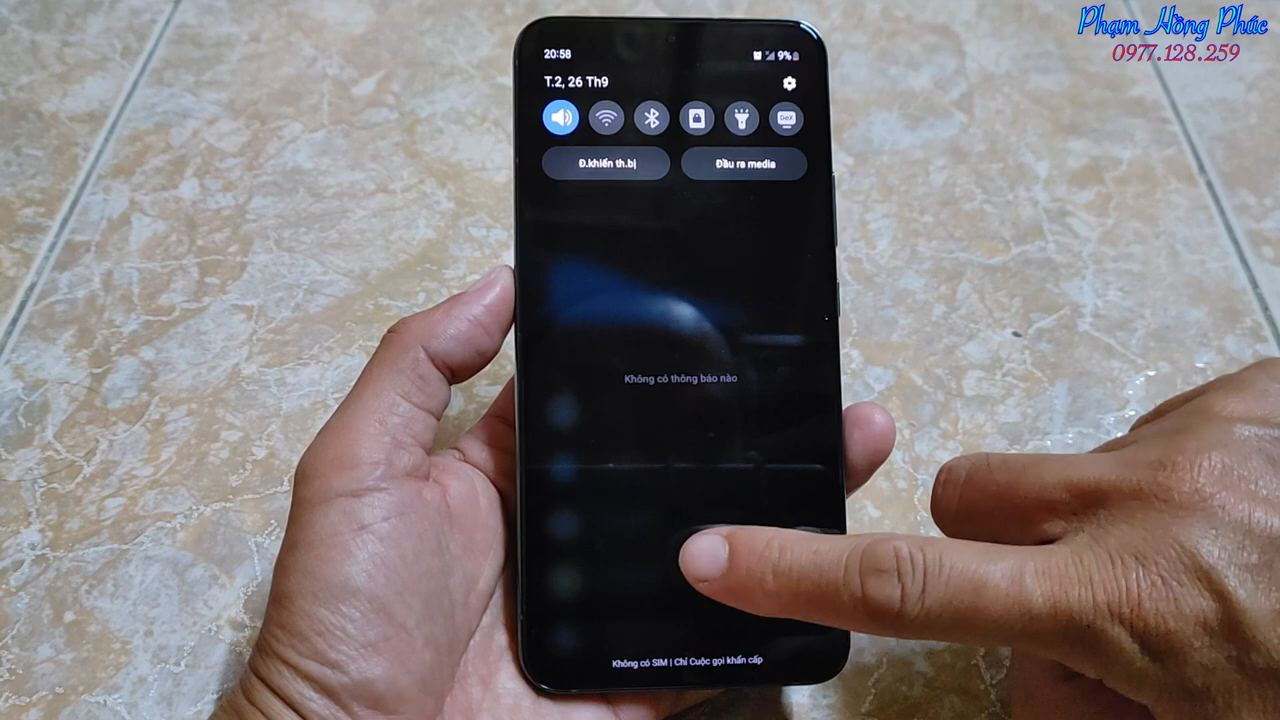 Phạm Hồng Phúc
0977.128.259
20:58
9%
T.2, 26 Th9
DeX
Đ.khiển th.bị
Đầu ra media
Không có thông báo nào
Không có SIM | Chỉ Cuộc gọi khẩn cấp